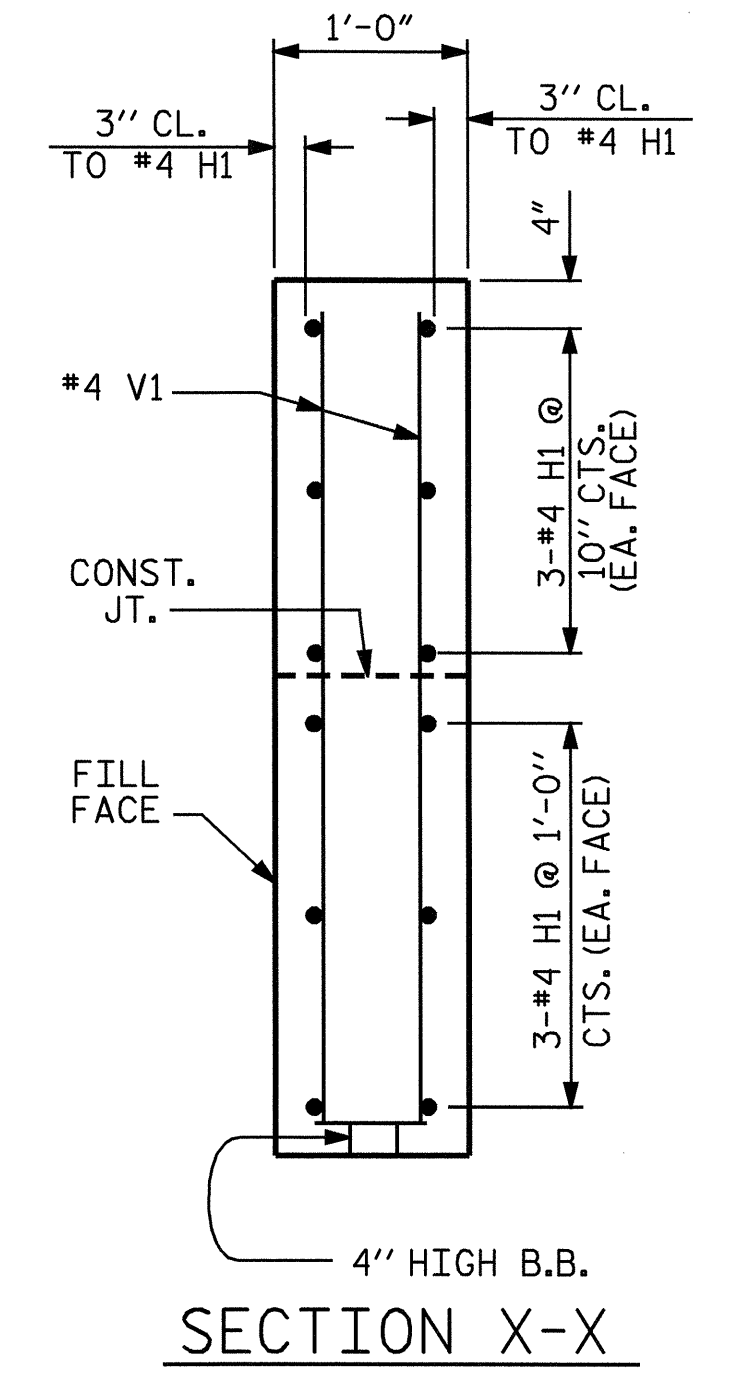 1'-0"
3" CL.
TO #4 H1
3" CL.
TO #4 H1
4"
#4 V1
3-#4 H1 @
10" CTS.
(EA. FACE)
CONST.
JT.
FILL
FACE
3-#4 H1 @ 1'-0"
CTS. (EA. FACE)
4" HIGH B.B.
SECTION X-X